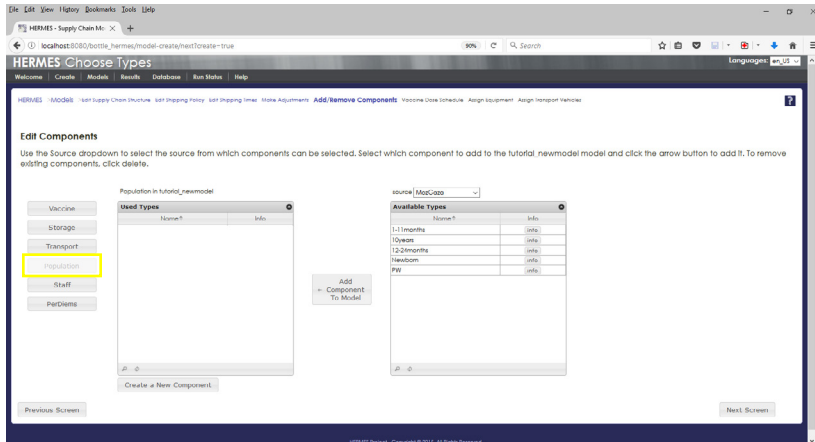 File Edit View History Bookmarks Tools Help
HERMES - Supply Chain Mo
localhost:8080/bottle_hermes/model-create/next?create=true
90%
Search
HERMES Choose Types
Languages: en_US
Welcome Create Models Results Database Run Status Help
HERMES Models Edit Supply Chain Structure Edit Shipping Policy Edit Shipping Times Make Adjustments Add/Remove Components Vaccine Dose Schedule Assign Equipment Assign Transport Vehicles
?
Edit Components
Use the Source dropdown to select the source from which components can be selected. Select which component to add to the tutorial_newmodel model and click the arrow button to add it. To remove
existing components, click delete.
Population in tutorial_newmodel
source MozGaza
Vaccine
Storage
Transport
Population
Staff
PerDiems
Used Types
Name Info
Add
← Component
To Model
Available Types
Name Info
1-11months info
10years info
12-24months info
Newborn info
PW info
Create a New Component
Previous Screen
Next Screen